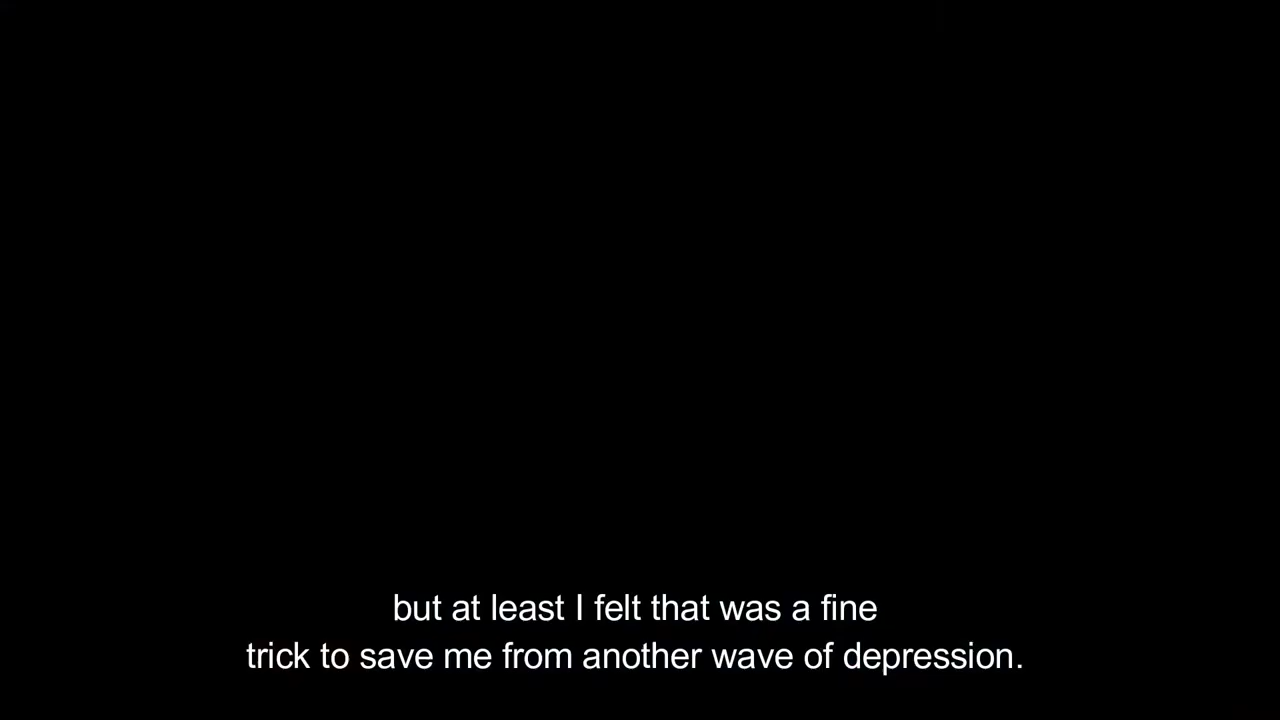 but at least I felt that was a fine
trick to save me from another wave of depression.